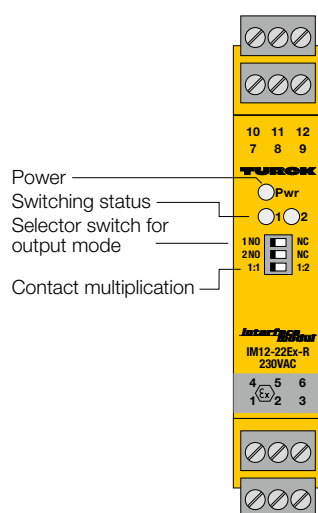 10 11 12
7 8 9
TURCK
Power
Pwr
Switching status
1 2
Selector switch for
output mode
1 NO NC
2 NO NC
Contact multiplication
1:1 1:2
Interface
Modul
IM12-22Ex-R
230VAC
4 5 6
Ex
1 2 3